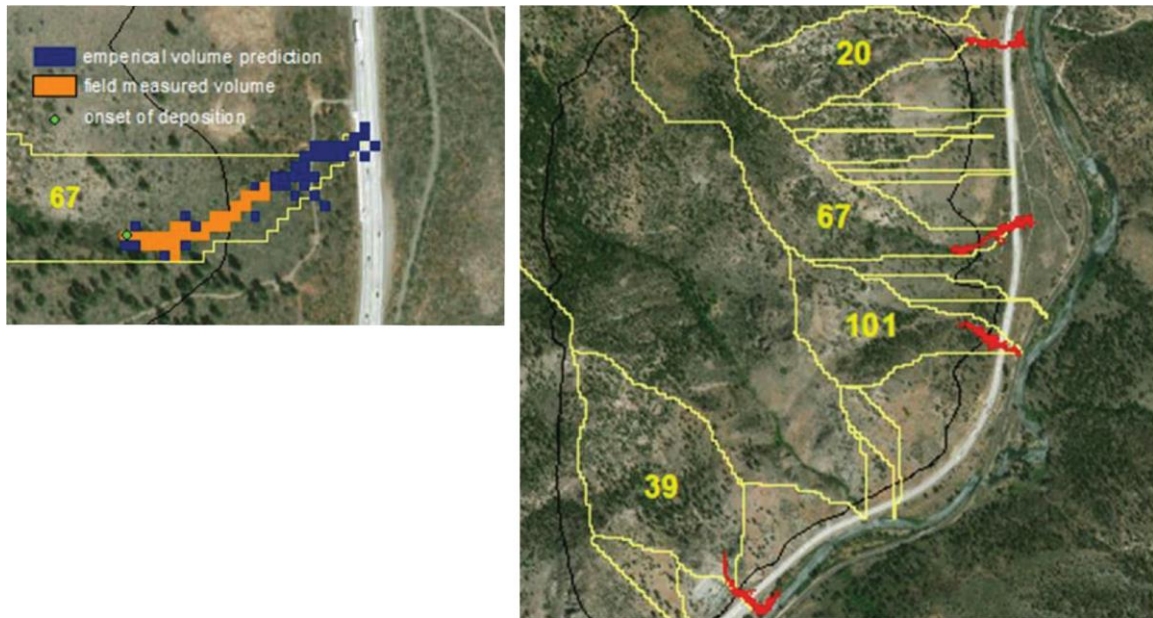 emperical volume prediction
field measured volume
onset of deposition
67
20
67
101
39